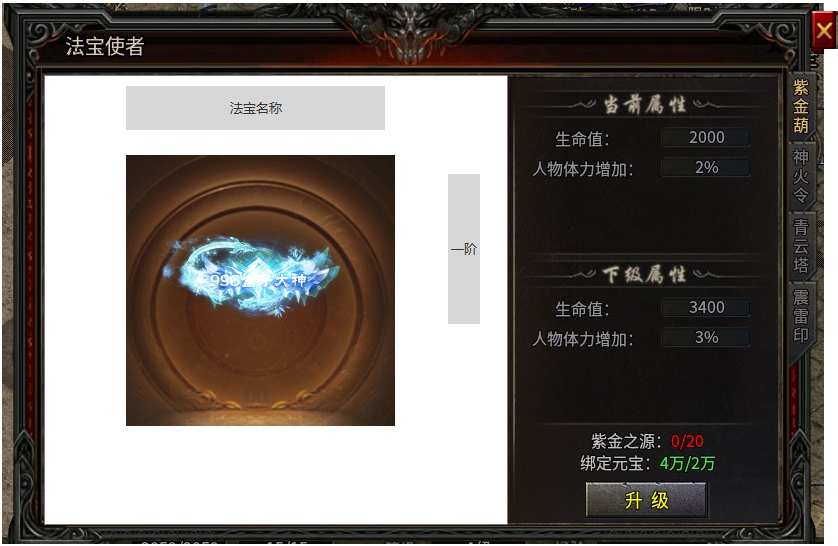 法宝使者
法宝名称
一阶
当前属性
生命值： 2000
人物体力增加： 2%
下级属性
生命值： 3400
人物体力增加： 3%
紫金之源：0/20
绑定元宝：4万/2万
升级
紫金葫
神火令
青云塔
震雷印